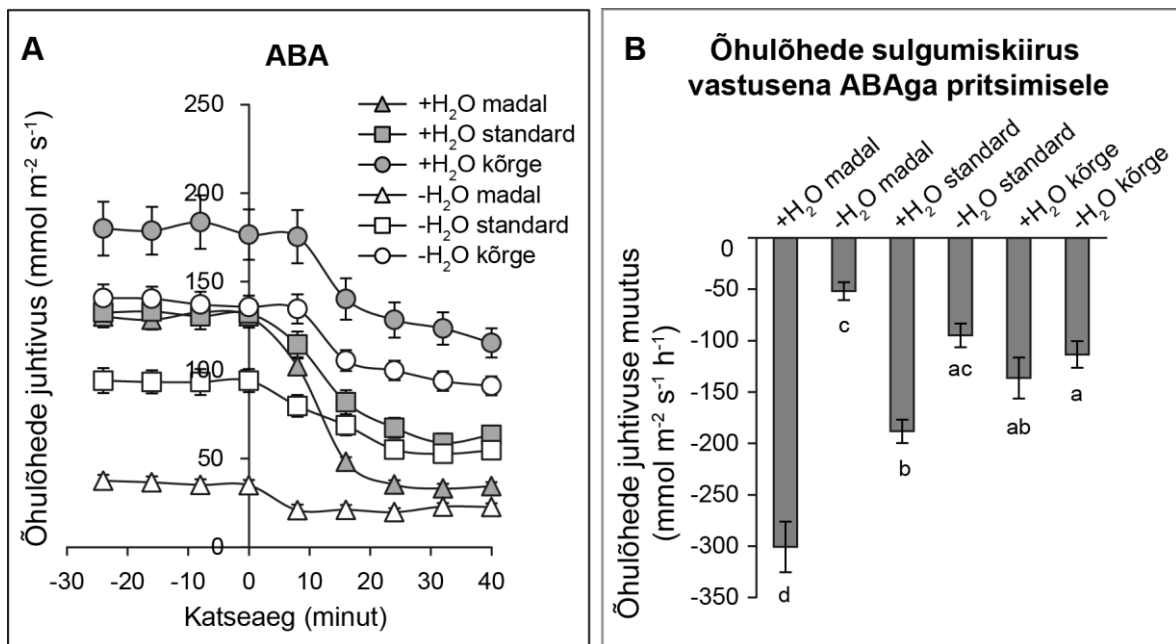 A
ABA
+H₂O madal
+H₂O standard
+H₂O kõrge
-H₂O madal
-H₂O standard
-H₂O kõrge
Õhulõhede juhtivus (mmol m⁻² s⁻¹)
250
200
150
100
50
0
-30 -20 -10 0 10 20 30 40
Katseaeg (minut)
B
Õhulõhede sulgumiskiirus
vastusena ABAga pritsimisele
+H₂O madal
-H₂O madal
+H₂O standard
-H₂O standard
+H₂O kõrge
-H₂O kõrge
Õhulõhede juhtivuse muutus
(mmol m⁻² s⁻¹ h⁻¹)
0
-50
-100
-150
-200
-250
-300
-350
d
c
b
ac
ab
a